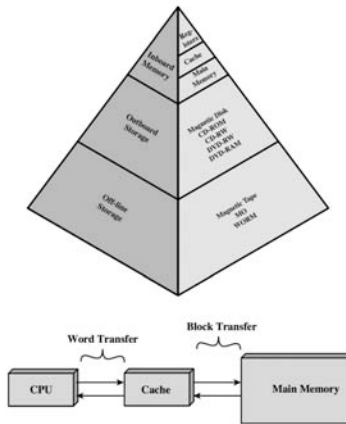 Reg-
isters
Cache
Main
Memory
Inboard
Memory
Outboard
Storage
Magnetic Disk
CD-ROM
CD-RW
DVD-RW
DVD-RAM
Off-line
Storage
Magnetic Tape
MO
WORM
Word Transfer
Block Transfer
CPU
Cache
Main Memory